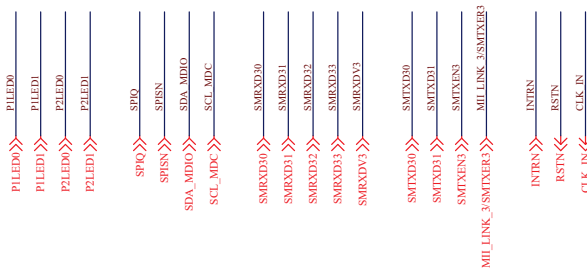 P1LED0
P1LED1
P2LED0
P2LED1
SPIQ
SPISN
SDA_MDIO
SCL_MDC
SMRXD30
SMRXD31
SMRXD32
SMRXD33
SMRXDV3
SMTXD30
SMTXD31
SMTXEN3
MII_LINK_3/SMTXER3
INTRN
RSTN
CLK_IN
P1LED0
P1LED1
P2LED0
P2LED1
SPIQ
SPISN
SDA_MDIO
SCL_MDC
SMRXD30
SMRXD31
SMRXD32
SMRXD33
SMRXDV3
SMTXD30
SMTXD31
SMTXEN3
MII_LINK_3/SMTXER3
INTRN
RSTN
CLK_IN